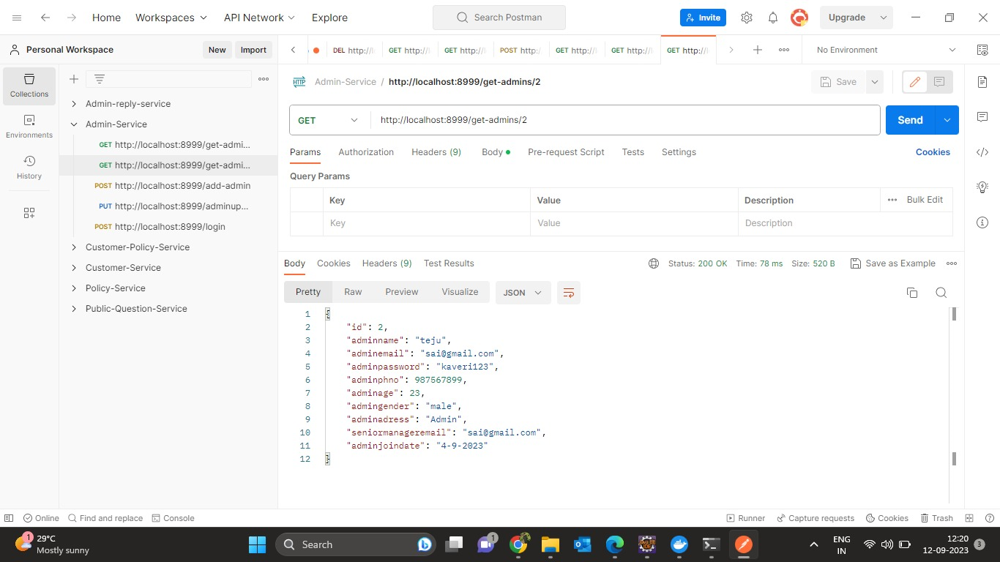 Home Workspaces API Network Explore Search Postman Invite Upgrade
Personal Workspace New Import DEL http://l GET http://l GET http://l POST http:/ GET http://l GET http://l GET http://l No Environment
Collections
Environments
History
Admin-reply-service
Admin-Service
GET http://localhost:8999/get-admi...
GET http://localhost:8999/get-admi...
POST http://localhost:8999/add-admin
PUT http://localhost:8999/adminup...
POST http://localhost:8999/login
Customer-Policy-Service
Customer-Service
Policy-Service
Public-Question-Service
HTTP Admin-Service / http://localhost:8999/get-admins/2 Save
GET http://localhost:8999/get-admins/2 Send
Params Authorization Headers (9) Body Pre-request Script Tests Settings Cookies
Query Params
Key Value Description Bulk Edit
Key Value Description
Body Cookies Headers (9) Test Results Status: 200 OK Time: 78 ms Size: 520 B Save as Example
Pretty Raw Preview Visualize JSON
1 {
2 "id": 2,
3 "adminname": "teju",
4 "adminemail": "sai@gmail.com",
5 "adminpassword": "kaveri123",
6 "adminphno": 987567899,
7 "adminage": 23,
8 "admingender": "male",
9 "adminadress": "Admin",
10 "seniormanageremail": "sai@gmail.com",
11 "adminjoindate": "4-9-2023"
12 }
Online Find and replace Console Runner Capture requests Cookies Trash
1 29°C
Mostly sunny
Search
1
ENG
IN
12:20
12-09-2023
3